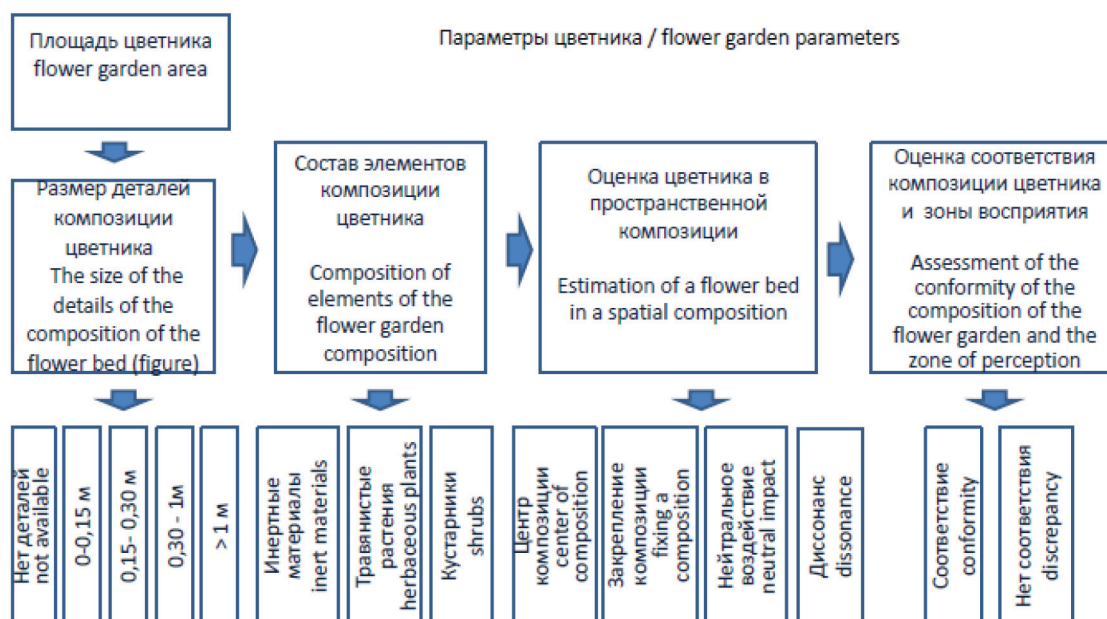 Площадь цветника
flower garden area
Параметры цветника / flower garden parameters
Размер деталей
композиции
цветника
The size of the
details of the
composition of the
flower bed (figure)
Состав элементов
композиции
цветника
Composition of
elements of the
flower garden
composition
Оценка цветника в
пространственной
композиции
Estimation of a flower bed
in a spatial composition
Оценка соответствия
композиции цветника
и зоны восприятия
Assessment of the
conformity of the
composition of the
flower garden and the
zone of perception
Нет деталей
not available
0-0,15 м
0,15- 0,30 м
0,30 - 1м
> 1 м
Инертные
материалы
inert materials
Травянистые
растения
herbaceous plants
Кустарники
shrubs
Центр
композиции
center of
composition
Закрепление
композиции
fixing a
composition
Нейтральное
воздействие
neutral impact
Диссонанс
dissonance
Соответствие
conformity
Нет соответствия
discrepancy